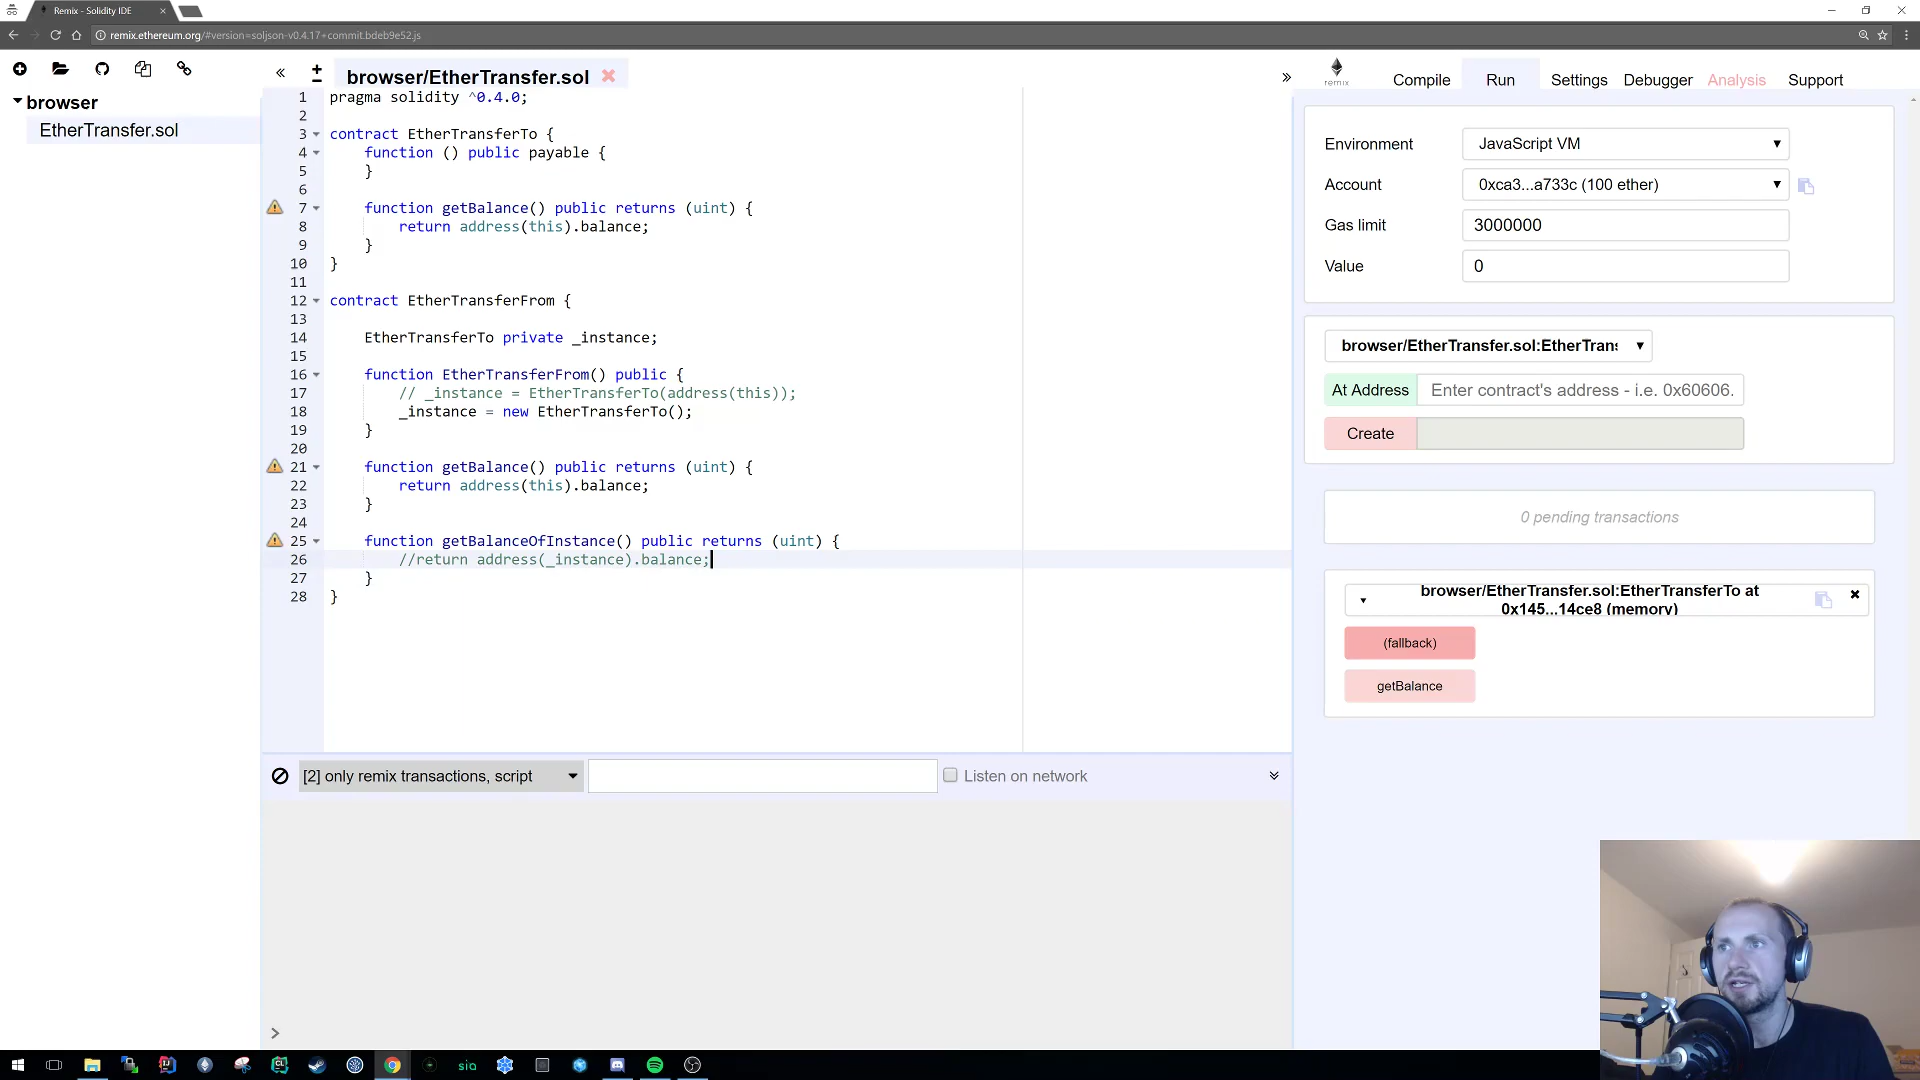 Remix - Solidity IDE
remix.ethereum.org/#version=soljson-v0.4.17+commit.bdeb9e52.js
browser
EtherTransfer.sol
browser/EtherTransfer.sol
1 pragma solidity ^0.4.0;
2
3 contract EtherTransferTo {
4 function () public payable {
5 }
6
7 function getBalance() public returns (uint) {
8 return address(this).balance;
9 }
10 }
11
12 contract EtherTransferFrom {
13
14 EtherTransferTo private _instance;
15
16 function EtherTransferFrom() public {
17 // _instance = EtherTransferTo(address(this));
18 _instance = new EtherTransferTo();
19 }
20
21 function getBalance() public returns (uint) {
22 return address(this).balance;
23 }
24
25 function getBalanceOfInstance() public returns (uint) {
26 //return address(_instance).balance;
27 }
28 }
[2] only remix transactions, script
Listen on network
>
remix
Compile
Run
Settings
Debugger
Analysis
Support
Environment
JavaScript VM
Account
0xca3...a733c (100 ether)
Gas limit
3000000
Value
0
browser/EtherTransfer.sol:EtherTran:
At Address
Enter contract's address - i.e. 0x60606.
Create
0 pending transactions
browser/EtherTransfer.sol:EtherTransferTo at
0x145...14ce8 (memory)
(fallback)
getBalance
sia